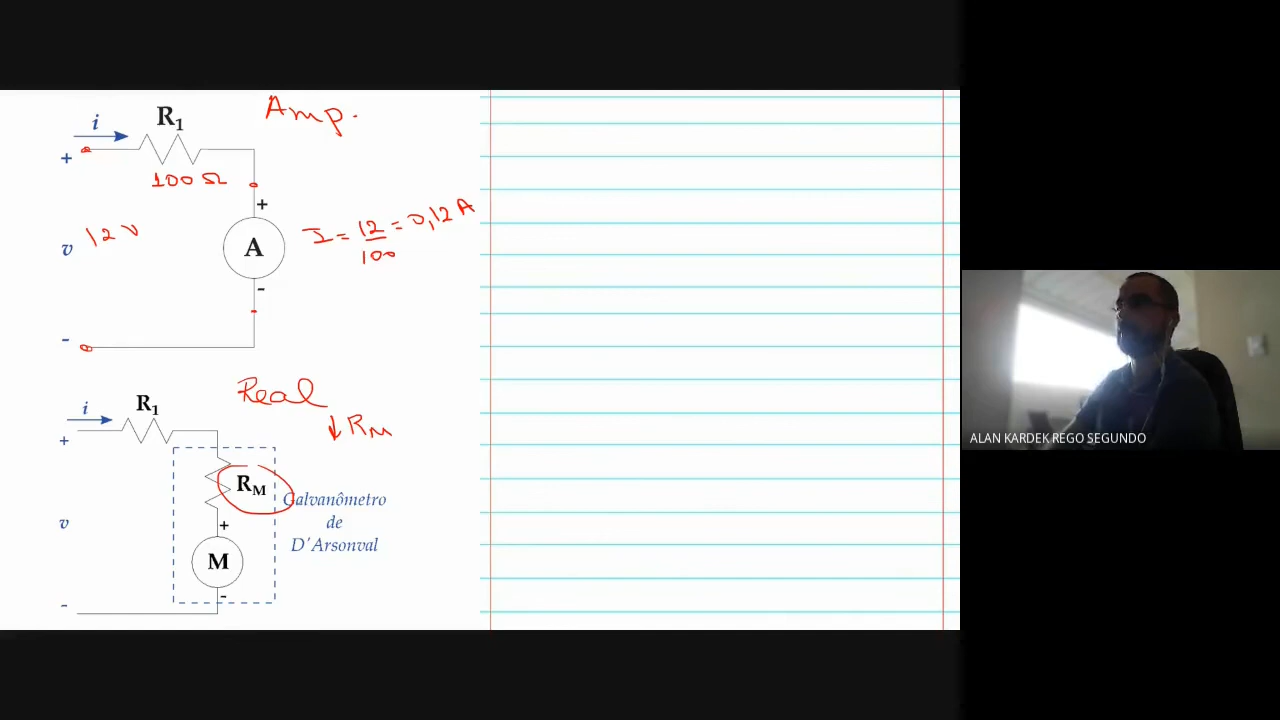 Amp.
R1
i
+
100 Ω
+
v
12 V
A
I = 12/100 = 0,12 A
-
-
Real
↓ RM
R1
i
+
RM
Galvanômetro
de
D'Arsonval
v
+
M
-
-
ALAN KARDEK REGO SEGUNDO